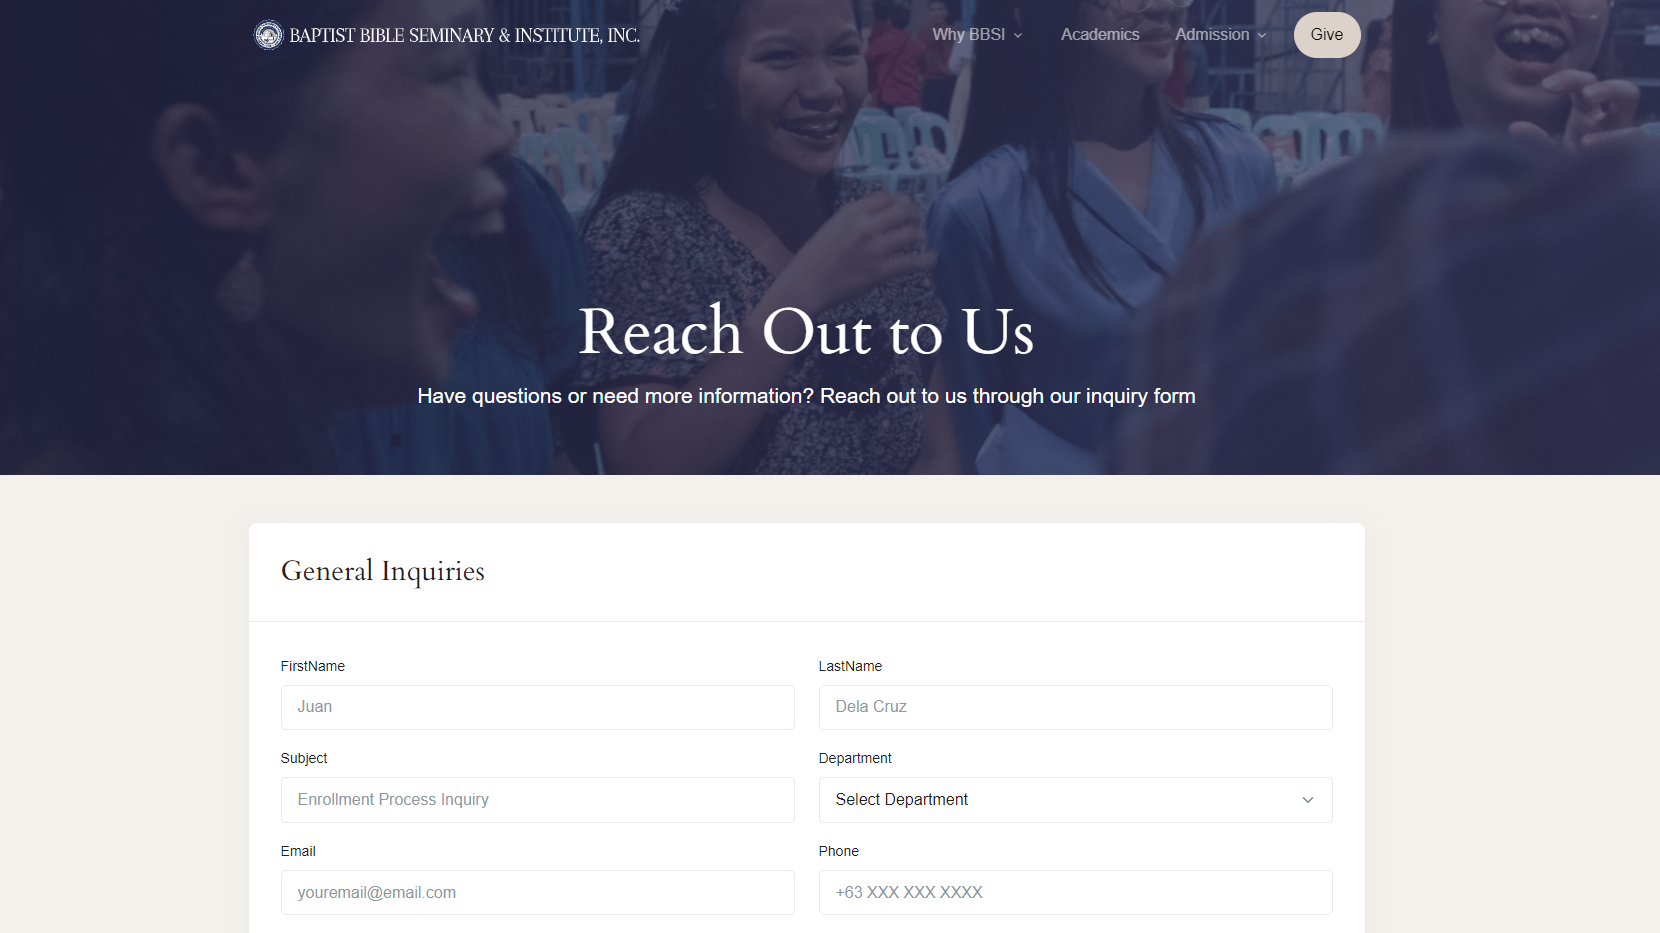 BAPTIST BIBLE SEMINARY & INSTITUTE, INC.
Why BBSI
Academics
Admission
Give
Reach Out to Us
Have questions or need more information? Reach out to us through our inquiry form
General Inquiries
FirstName
LastName
Juan
Dela Cruz
Subject
Department
Enrollment Process Inquiry
Select Department
Email
Phone
youremail@email.com
+63 XXX XXX XXXX